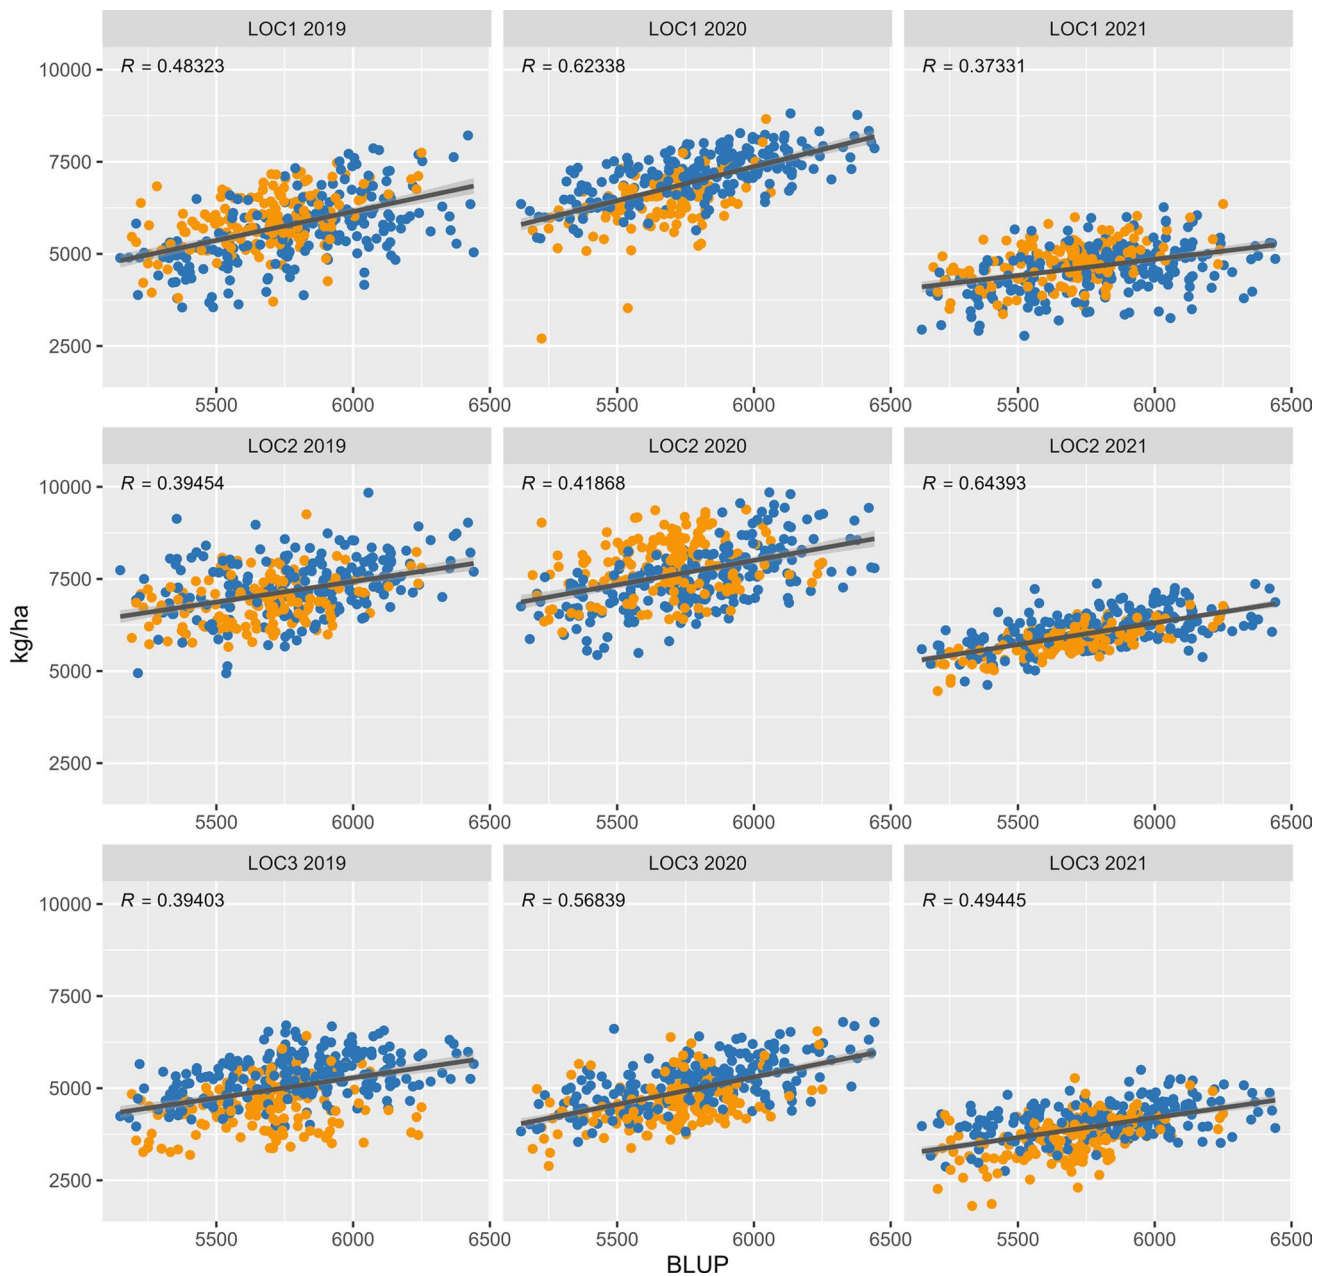 LOC1 2019 LOC1 2020 LOC1 2021
R = 0.48323 R = 0.62338 R = 0.37331
10000
7500
5000
2500
5500 6000 6500 5500 6000 6500 5500 6000 6500
LOC2 2019 LOC2 2020 LOC2 2021
R = 0.39454 R = 0.41868 R = 0.64393
10000
7500
5000
2500
kg/ha
5500 6000 6500 5500 6000 6500 5500 6000 6500
LOC3 2019 LOC3 2020 LOC3 2021
R = 0.39403 R = 0.56839 R = 0.49445
10000
7500
5000
2500
5500 6000 6500 5500 6000 6500 5500 6000 6500
BLUP